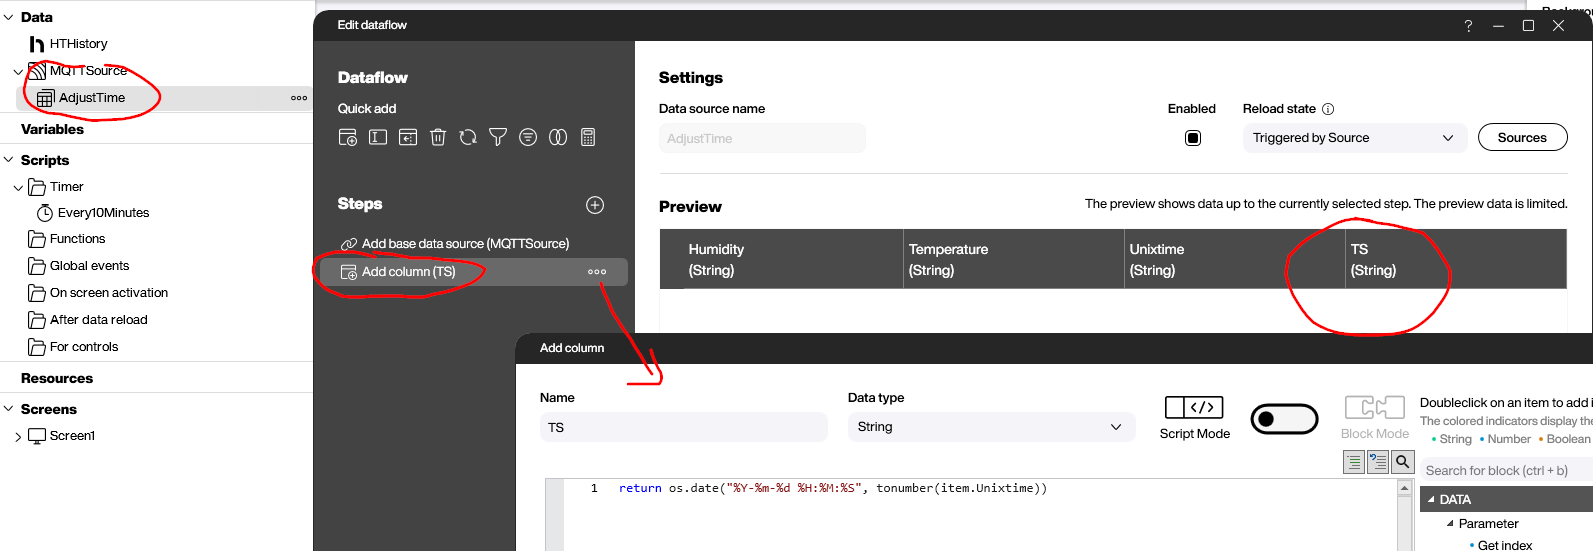 Data
HTHistory
MQTTSource
AdjustTime
Variables
Scripts
Timer
Every10Minutes
Functions
Global events
On screen activation
After data reload
For controls
Resources
Screens
Screen1
Edit dataflow
?
Dataflow
Quick add
Steps
Add base data source (MQTTSource)
Add column (TS)
Settings
Data source name
Enabled
Reload state
AdjustTime
Triggered by Source
Sources
Preview
The preview shows data up to the currently selected step. The preview data is limited.
Humidity
(String)
Temperature
(String)
Unixtime
(String)
TS
(String)
Add column
Name
Data type
TS
String
Script Mode
Block Mode
1 return os.date("%Y-%m-%d %H:%M:%S", tonumber(item.Unixtime))
Doubleclick on an item to add i
The colored indicators display the
• String • Number • Boolean
Search for block (ctrl + b)
DATA
Parameter
• Get index